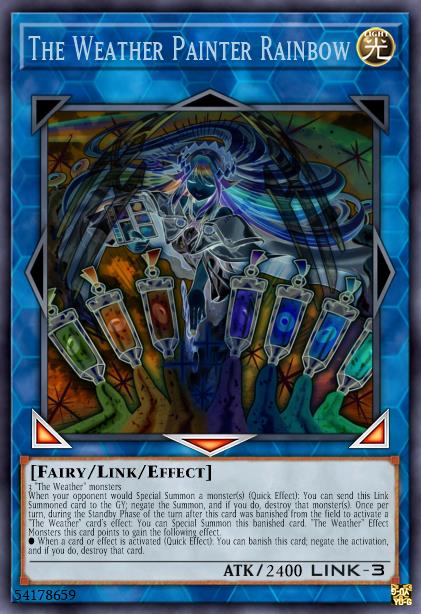 THE WEATHER PAINTER RAINBOW
LIGHT
光
[FAIRY/LINK/EFFECT]
3 "The Weather" monsters
When your opponent would Special Summon a monster(s) (Quick Effect): You can send this Link
Summoned card to the GY; negate the Summon, and if you do, destroy that monster(s). Once per
turn, during the Standby Phase of the turn after this card was banished from the field to activate a
"The Weather" card's effect: You can Special Summon this banished card. "The Weather" Effect
Monsters this card points to gain the following effect.
● When a card or effect is activated (Quick Effect): You can banish this card; negate the activation,
and if you do, destroy that card.
ATK/2400 LINK-3
54178659